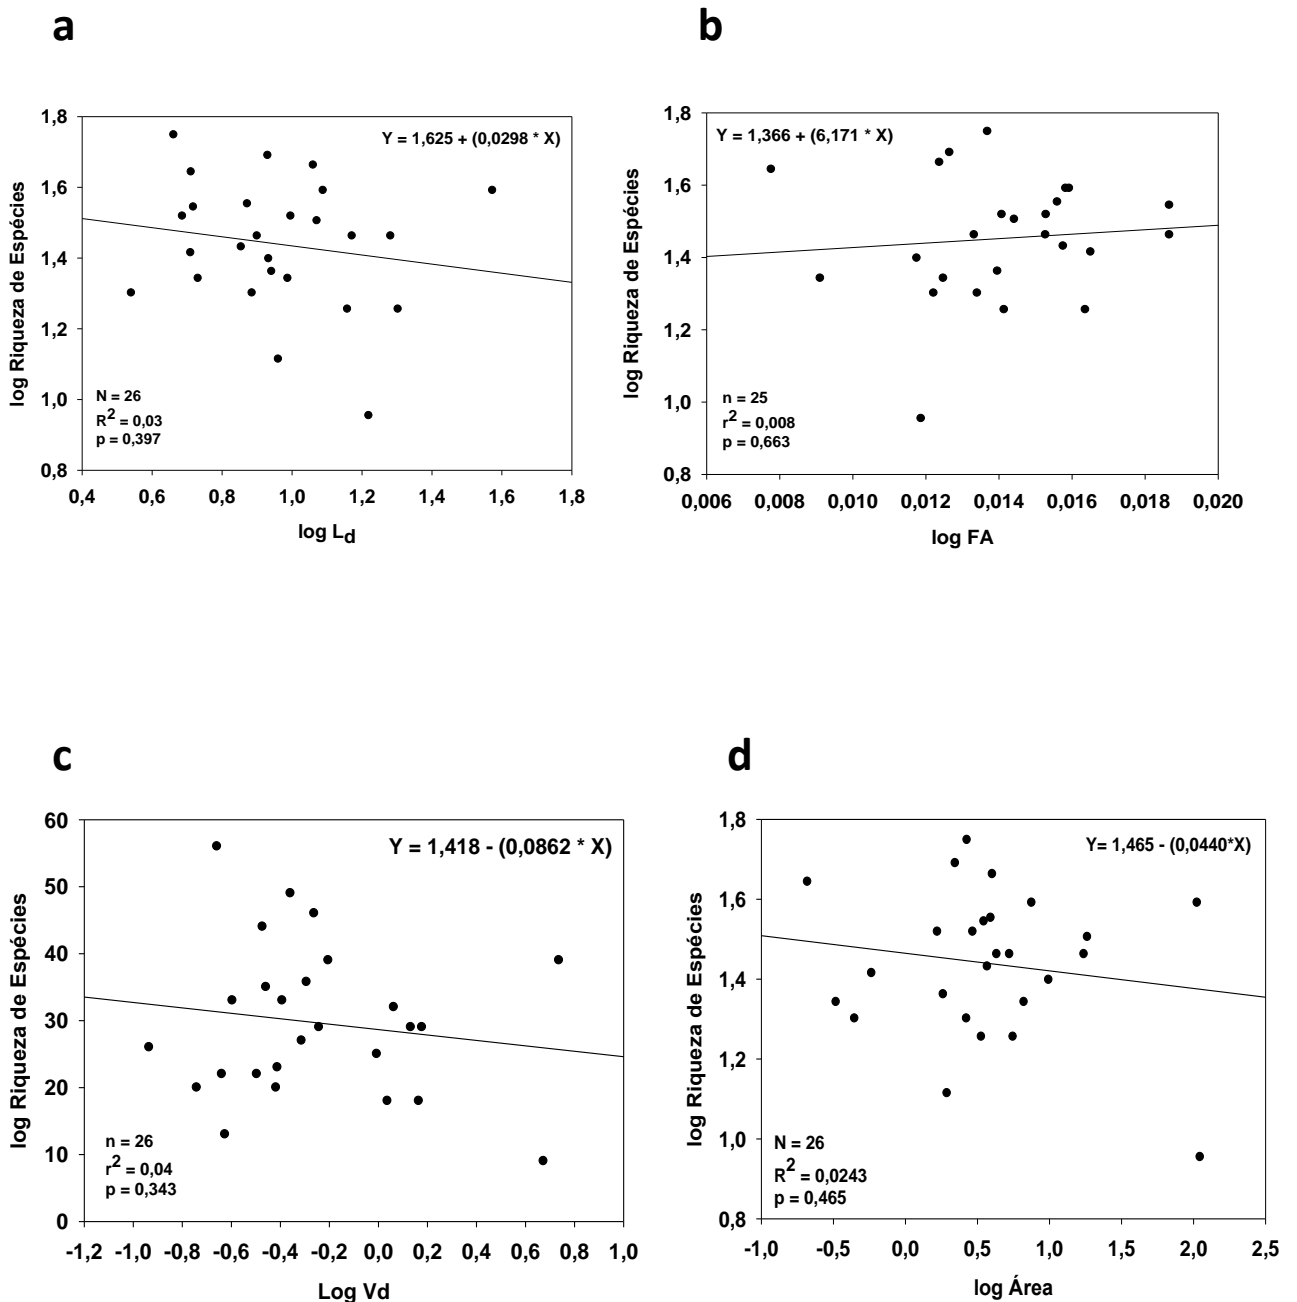 a
b
1,8
1,6
1,4
1,2
1,0
0,8
log Riqueza de Espécies
Y = 1,625 + (0,0298 * X)
N = 26
R2 = 0,03
p = 0,397
0,4 0,6 0,8 1,0 1,2 1,4 1,6 1,8
log Ld
1,8
1,6
1,4
1,2
1,0
0,8
log Riqueza de Espécies
Y = 1,366 + (6,171 * X)
n = 25
r2 = 0,008
p = 0,663
0,006 0,008 0,010 0,012 0,014 0,016 0,018 0,020
log FA
c
d
60
50
40
30
20
10
0
log Riqueza de Espécies
Y = 1,418 - (0,0862 * X)
n = 26
r2 = 0,04
p = 0,343
-1,2 -1,0 -0,8 -0,6 -0,4 -0,2 0,0 0,2 0,4 0,6 0,8 1,0
Log Vd
1,8
1,6
1,4
1,2
1,0
0,8
log Riqueza de Espécies
Y= 1,465 - (0,0440*X)
N = 26
R2 = 0,0243
p = 0,465
-1,0 -0,5 0,0 0,5 1,0 1,5 2,0 2,5
log Área